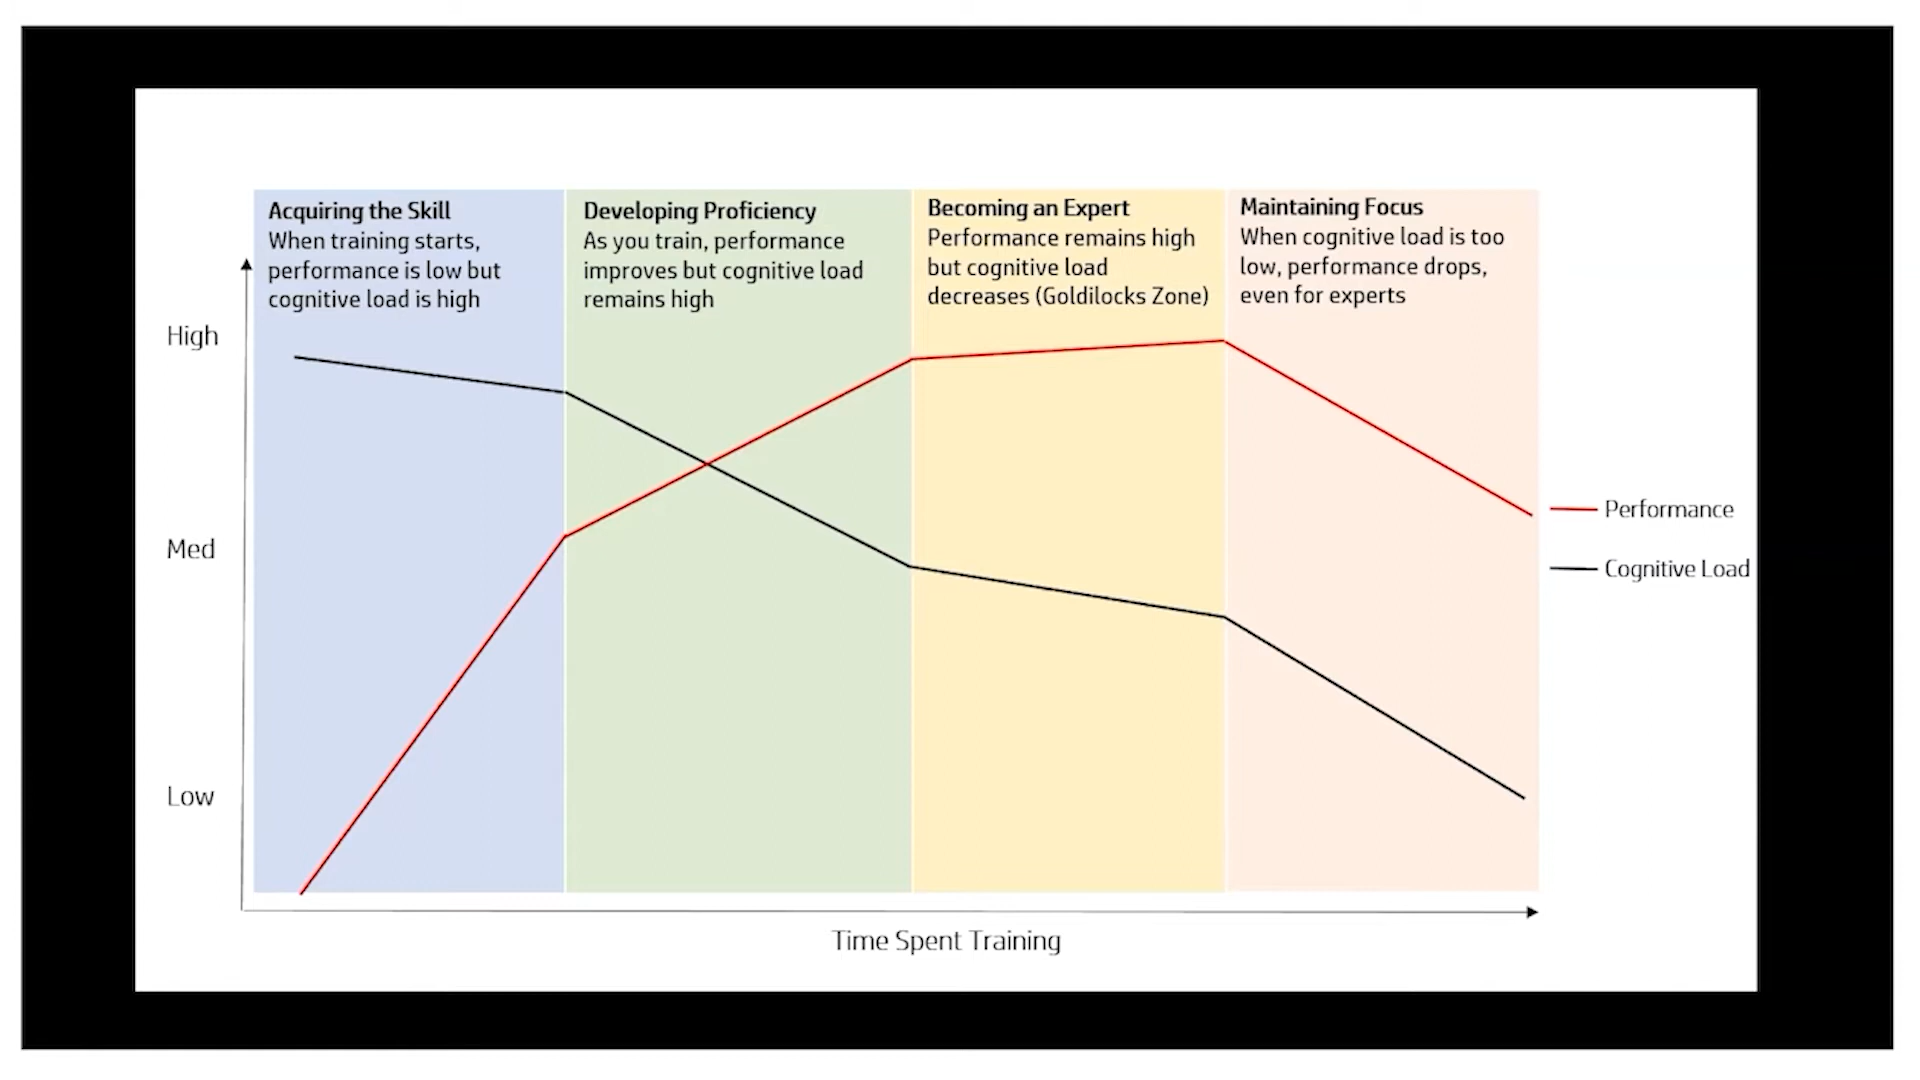 Acquiring the Skill
When training starts,
performance is low but
cognitive load is high
Developing Proficiency
As you train, performance
improves but cognitive load
remains high
Becoming an Expert
Performance remains high
but cognitive load
decreases (Goldilocks Zone)
Maintaining Focus
When cognitive load is too
low, performance drops,
even for experts
High
Med
Low
Performance
Cognitive Load
Time Spent Training